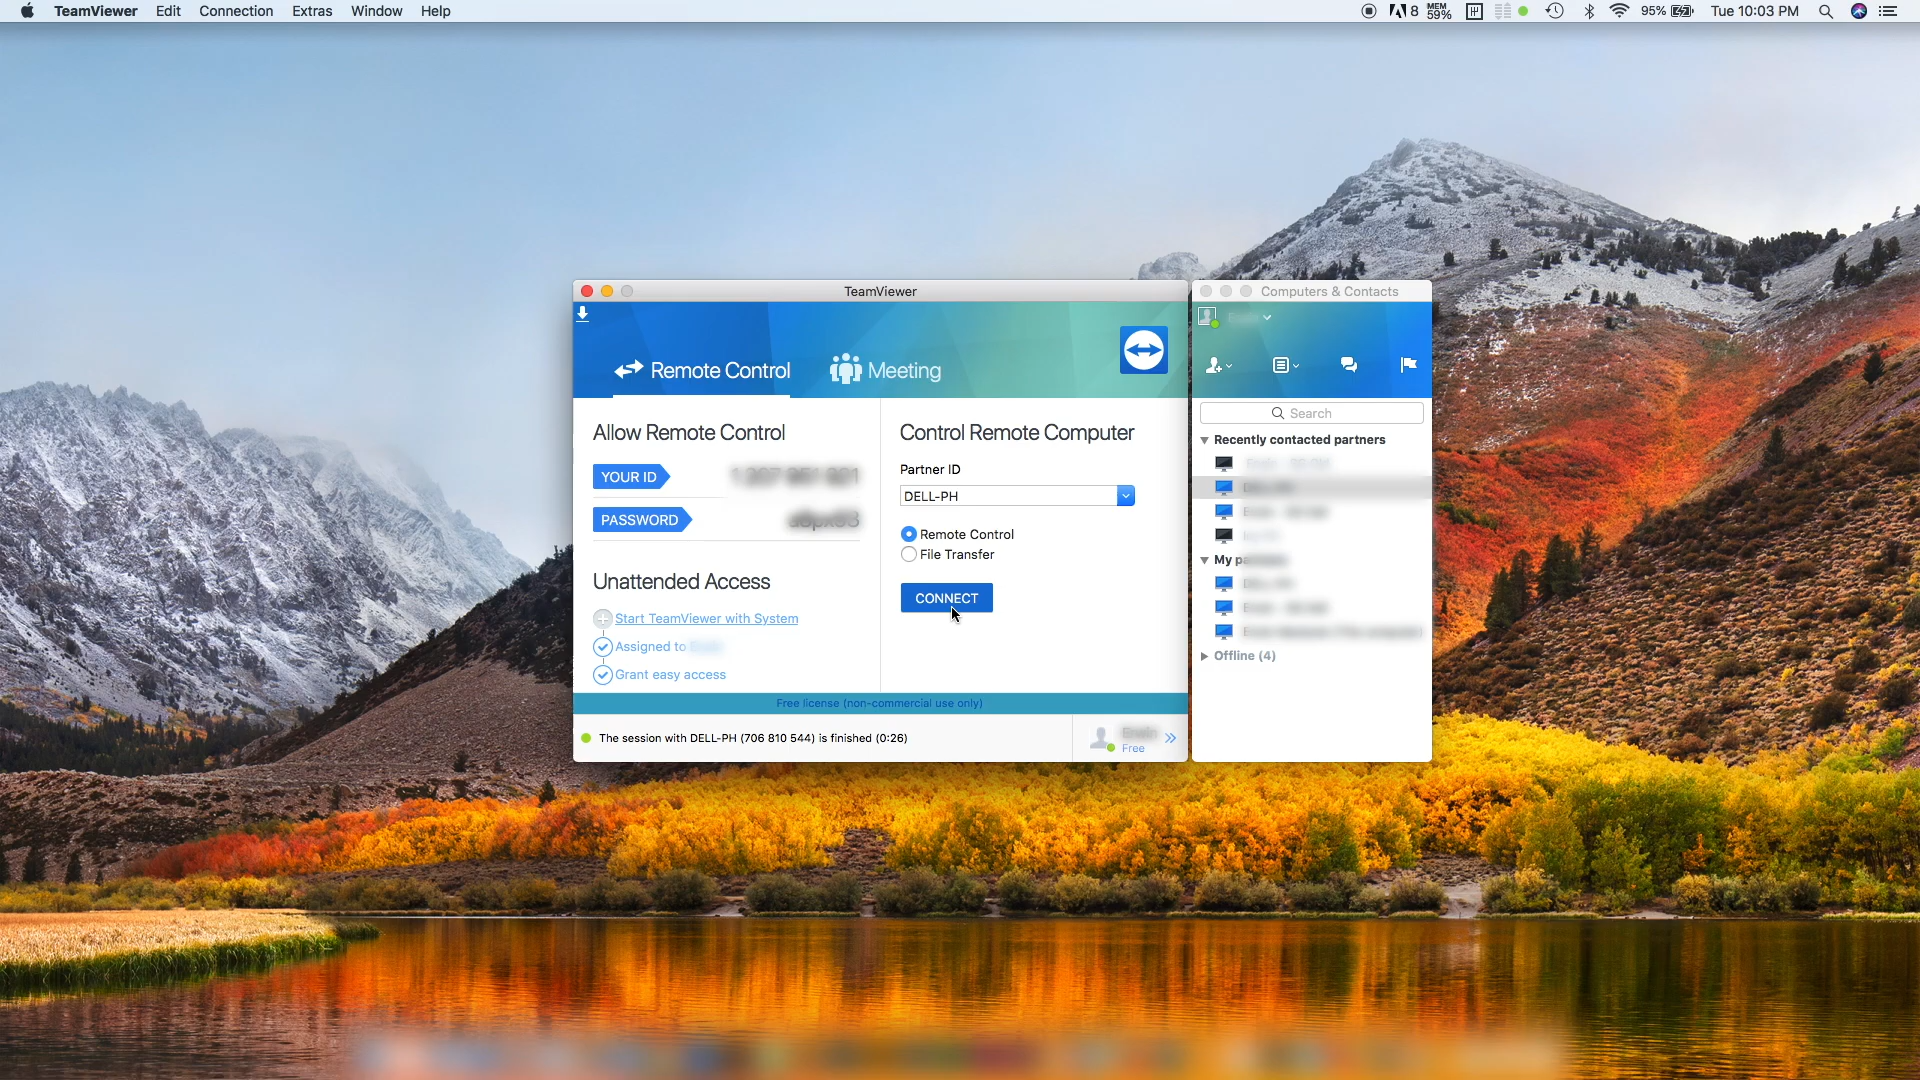 TeamViewer Edit Connection Extras Window Help
8 MEM 59% 95% Tue 10:03 PM
TeamViewer
Remote Control
Meeting
Allow Remote Control
YOUR ID
PASSWORD
Unattended Access
Start TeamViewer with System
Assigned to
Grant easy access
Control Remote Computer
Partner ID
DELL-PH
Remote Control
File Transfer
CONNECT
Free license (non-commercial use only)
The session with DELL-PH (706 810 544) is finished (0:26)
Free
Computers & Contacts
Search
Recently contacted partners
My
Offline (4)